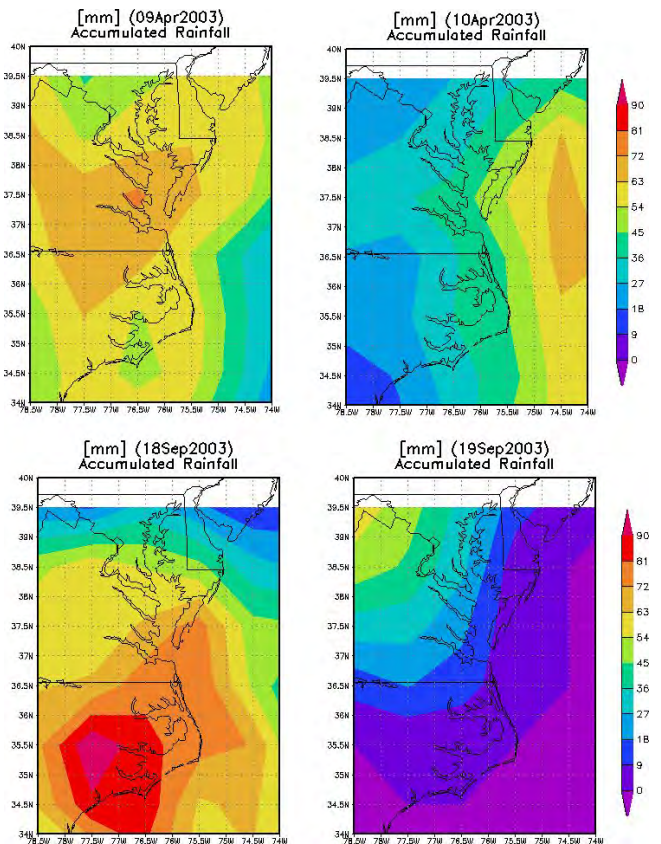 [mm] (09Apr2003)
Accumulated Rainfall
40N
39.5N
39N
38.5N
38N
37.5N
37N
36.5N
36N
35.5N
35N
34.5N
34N
78.5W 78W 77.5W 77W 76.5W 76W 75.5W 75W 74.5W 74W
[mm] (10Apr2003)
Accumulated Rainfall
40N
39.5N
39N
38.5N
38N
37.5N
37N
36.5N
36N
35.5N
35N
34.5N
34N
78.5W 78W 77.5W 77W 76.5W 76W 75.5W 75W 74.5W 74W
90
81
72
63
54
45
36
27
18
9
0
[mm] (18Sep2003)
Accumulated Rainfall
40N
39.5N
39N
38.5N
38N
37.5N
37N
36.5N
36N
35.5N
35N
34.5N
34N
78.5W 78W 77.5W 77W 76.5W 76W 75.5W 75W 74.5W 74W
[mm] (19Sep2003)
Accumulated Rainfall
40N
39.5N
39N
38.5N
38N
37.5N
37N
36.5N
36N
35.5N
35N
34.5N
34N
78.5W 78W 77.5W 77W 76.5W 76W 75.5W 75W 74.5W 74W
90
81
72
63
54
45
36
27
18
9
0